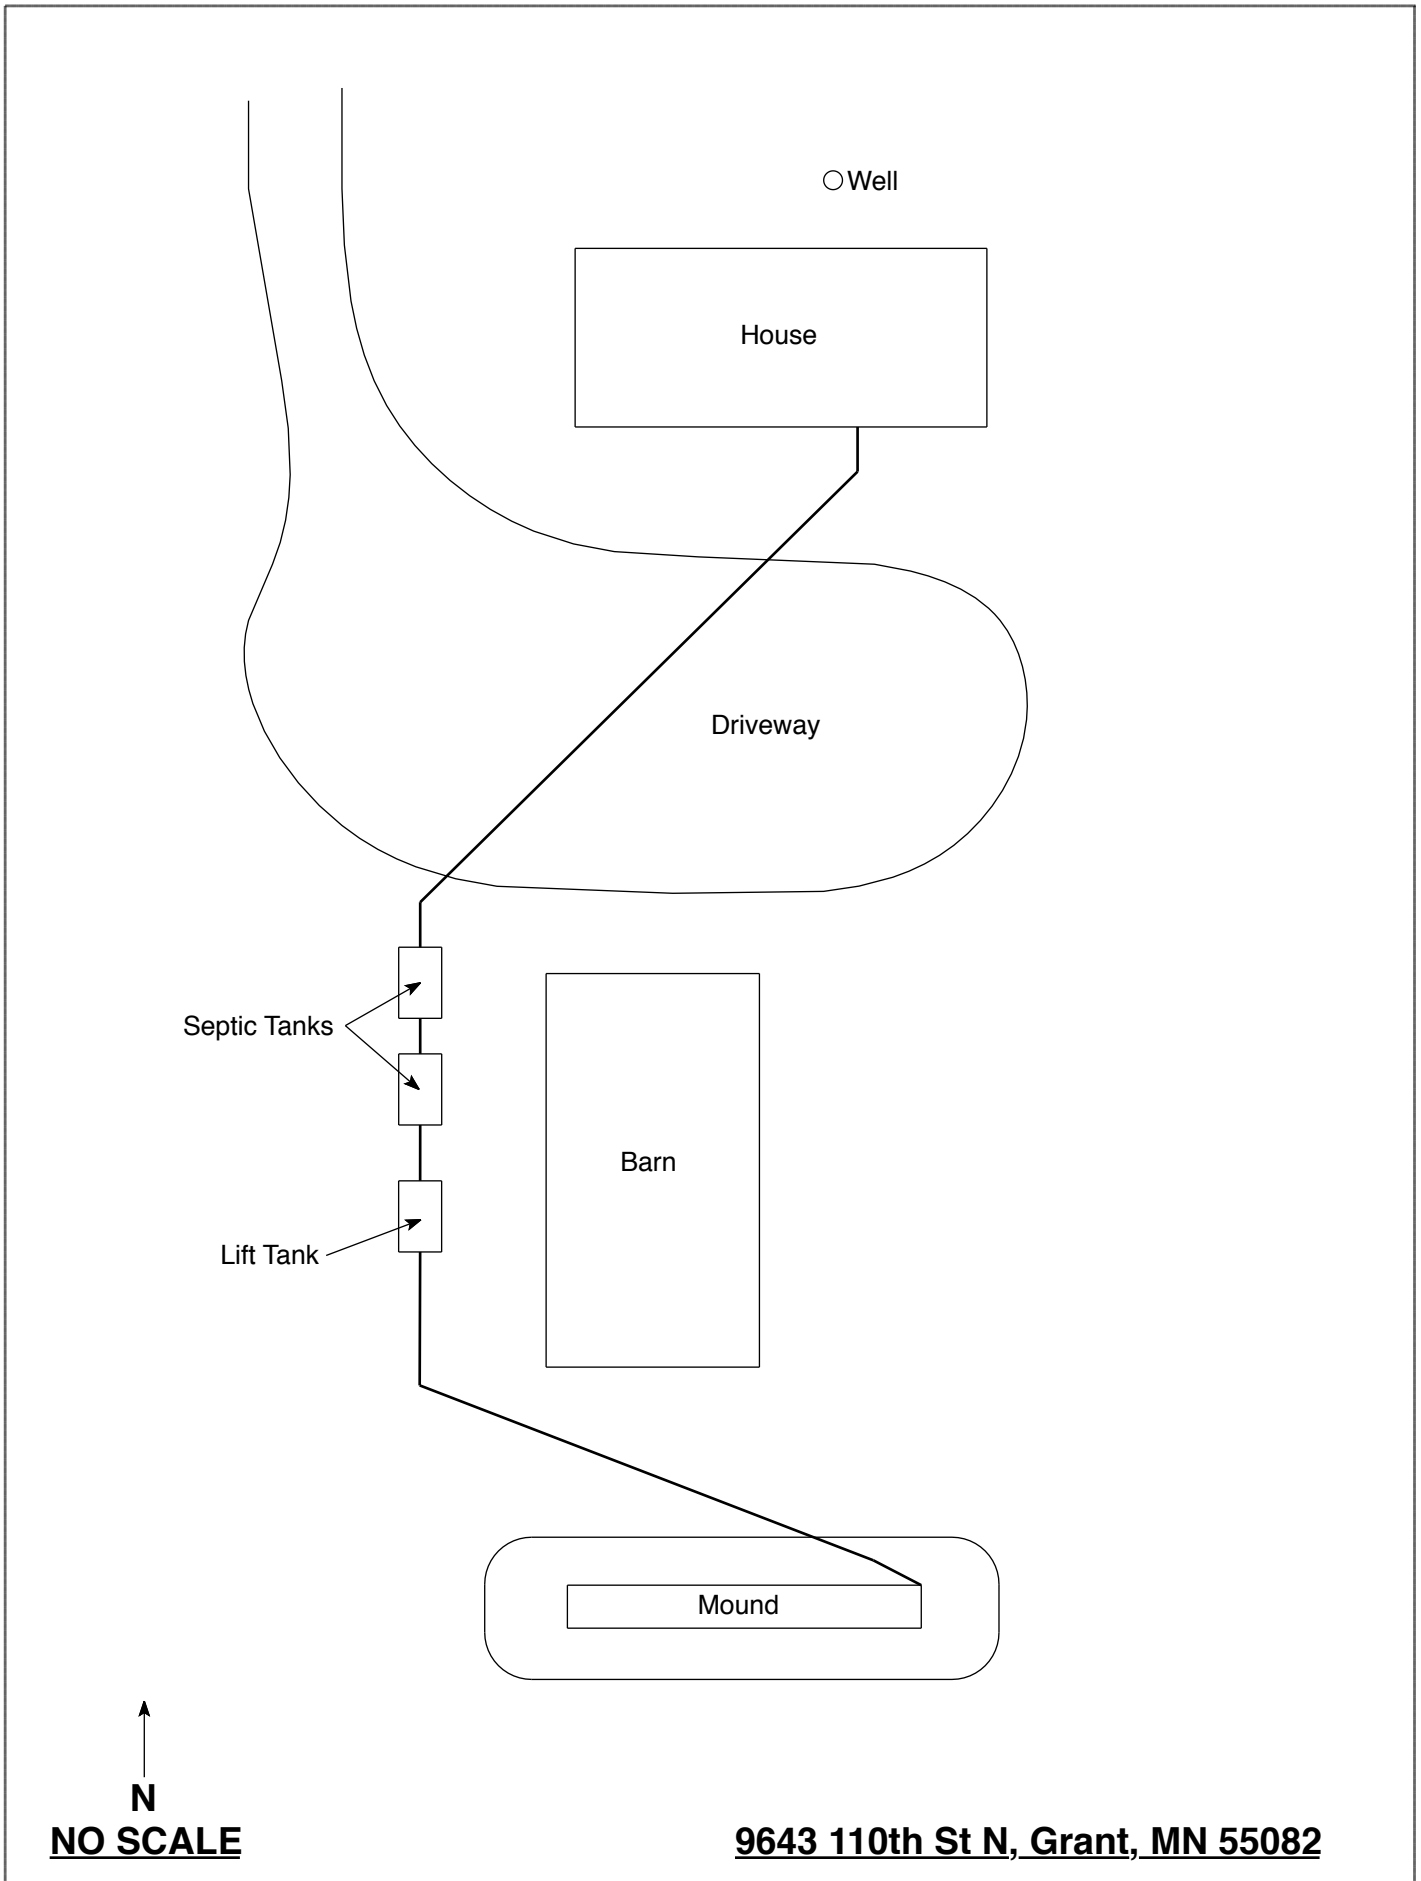 Well
House
Driveway
Septic Tanks
Barn
Lift Tank
Mound
N
NO SCALE
9643 110th St N, Grant, MN 55082